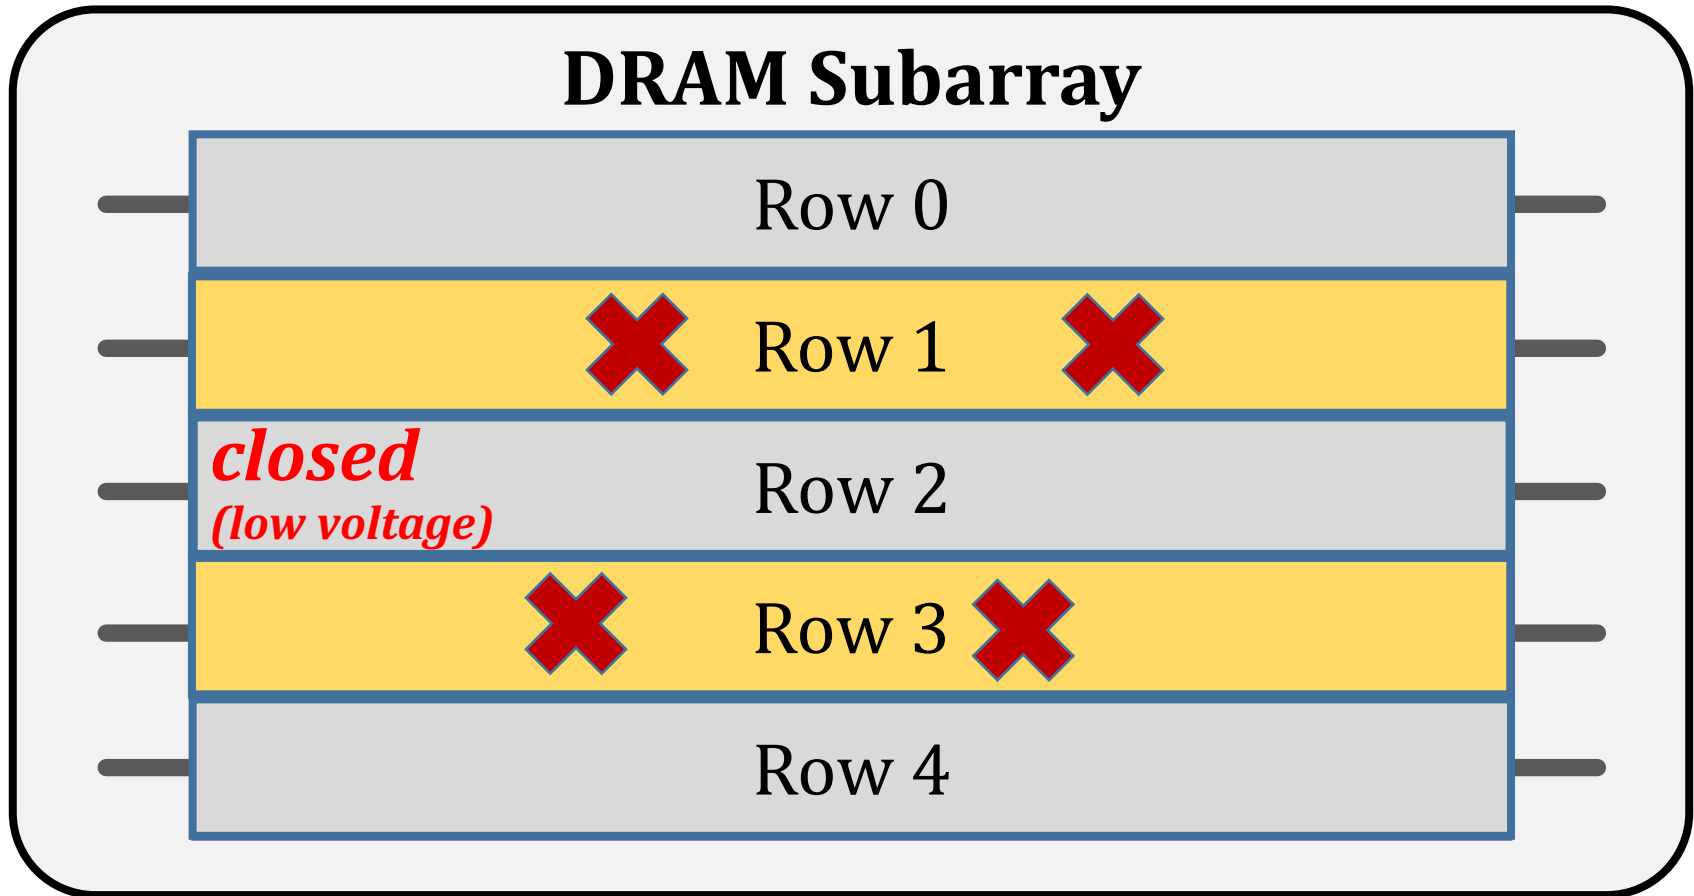 DRAM Subarray
Row 0
Row 1
closed
(low voltage)
Row 2
Row 3
Row 4